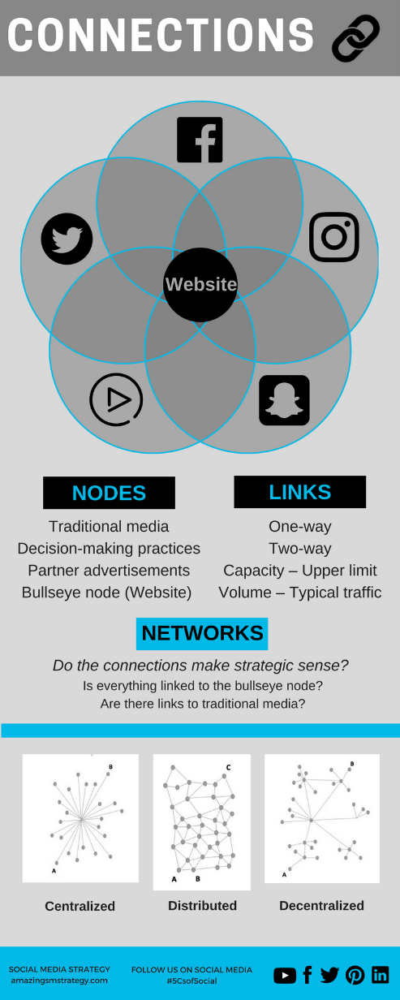 CONNECTIONS
Website
NODES
Traditional media
Decision-making practices
Partner advertisements
Bullseye node (Website)
LINKS
One-way
Two-way
Capacity – Upper limit
Volume – Typical traffic
NETWORKS
Do the connections make strategic sense?
Is everything linked to the bullseye node?
Are there links to traditional media?
B
A
Centralized
C
A B
Distributed
B
A
Decentralized
SOCIAL MEDIA STRATEGY
amazingsmstrategy.com
FOLLOW US ON SOCIAL MEDIA
#5CsofSocial